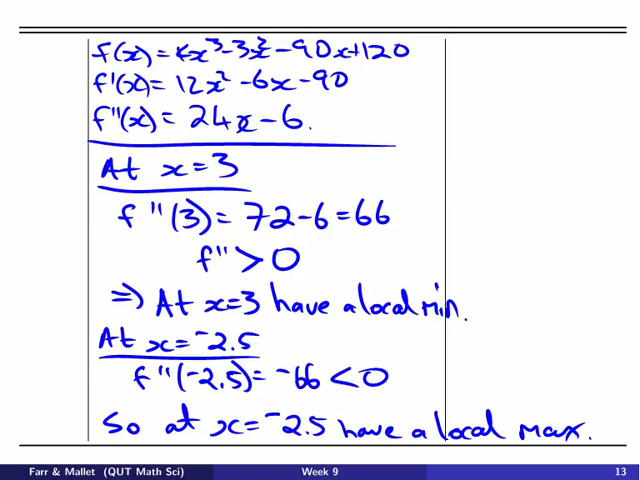 f(x)=4x³-3x²-90x+120
f'(x)=12x²-6x-90
f''(x)=24x-6.
At x=3
f''(3)=72-6=66
f''>0
⇒ At x=3 have a local min.
At x=⁻2.5
f''(⁻2.5)=⁻66<0
So at x=⁻2.5 have a local max.
Farr & Mallet (QUT Math Sci) Week 9 13